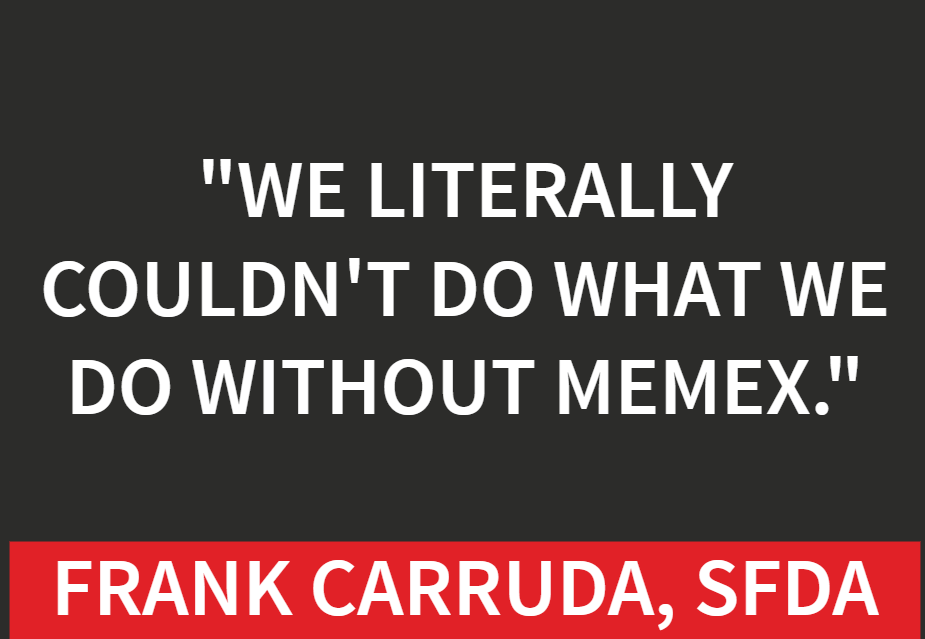 "WE LITERALLY
COULDN'T DO WHAT WE
DO WITHOUT MEMEX."
FRANK CARRUDA, SFDA